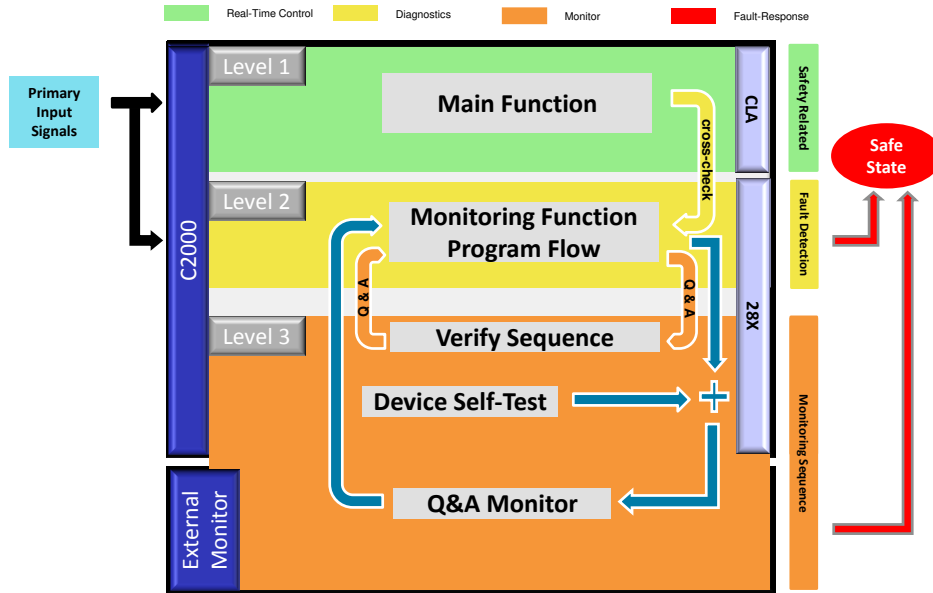 Real-Time Control
Diagnostics
Monitor
Fault-Response
Primary
Input
Signals
C2000
Level 1
Main Function
CLA
Safety Related
cross-check
Safe
State
Level 2
Monitoring Function
Program Flow
Fault Detection
Q & A
Q & A
28X
Level 3
Verify Sequence
Device Self-Test
+
Monitoring Sequence
External
Monitor
Q&A Monitor